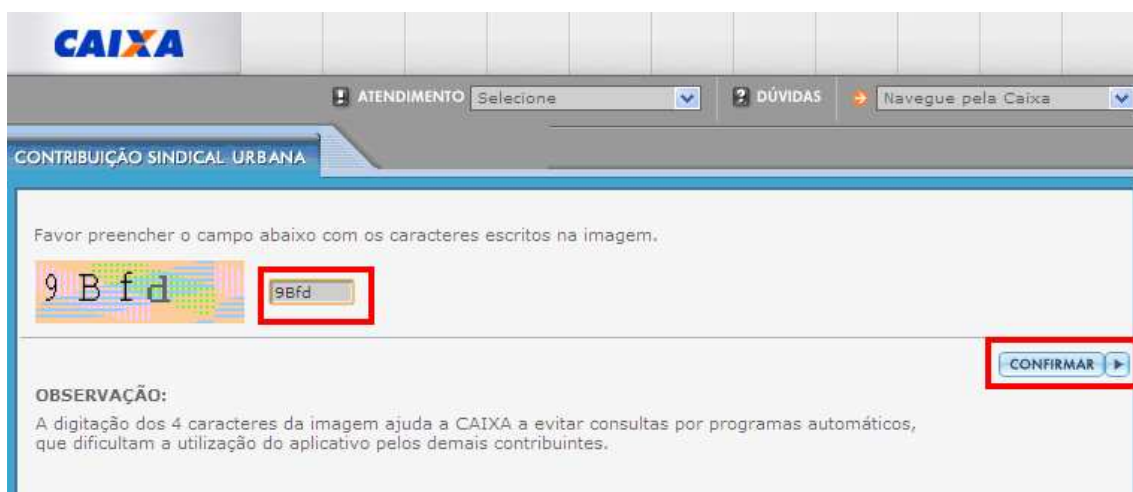 CAIXA
ATENDIMENTO Selecione DÚVIDAS Navegue pela Caixa
CONTRIBUIÇÃO SINDICAL URBANA
Favor preencher o campo abaixo com os caracteres escritos na imagem.
9 B f d 9Bfd
CONFIRMAR
OBSERVAÇÃO:
A digitação dos 4 caracteres da imagem ajuda a CAIXA a evitar consultas por programas automáticos,
que dificultam a utilização do aplicativo pelos demais contribuintes.